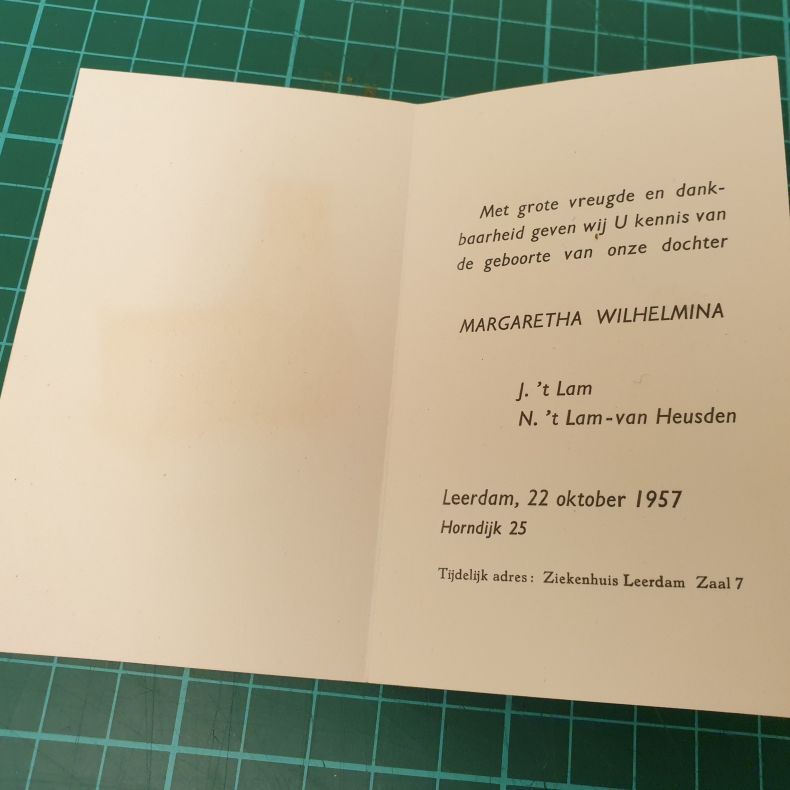 Met grote vreugde en dank-
baarheid geven wij U kennis van
de geboorte van onze dochter
MARGARETHA WILHELMINA
J. 't Lam
N. 't Lam-van Heusden
Leerdam, 22 oktober 1957
Horndijk 25
Tijdelijk adres: Ziekenhuis Leerdam Zaal 7